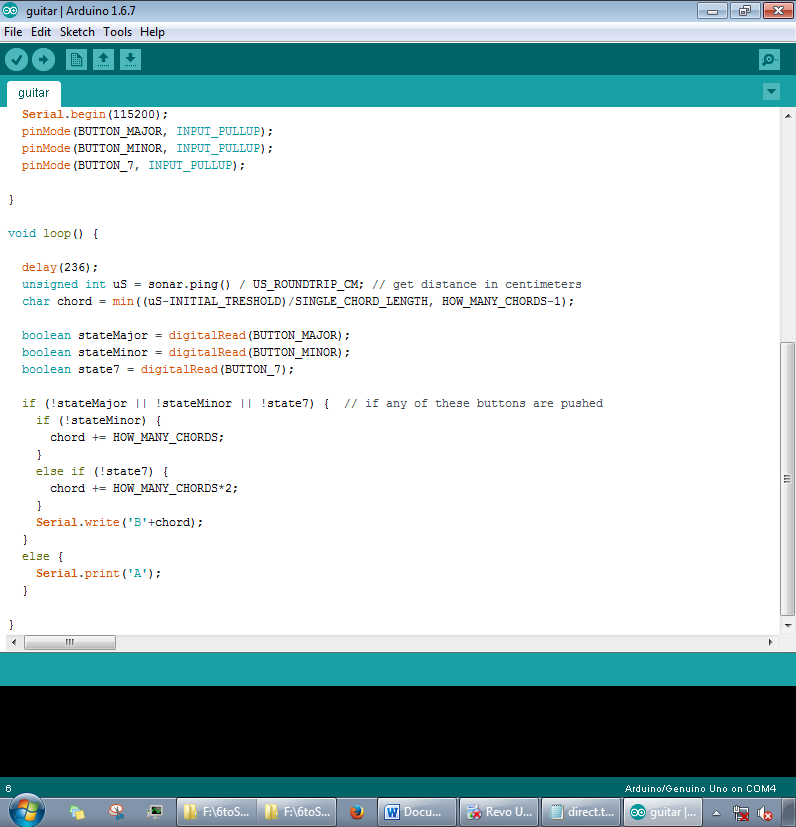 guitar | Arduino 1.6.7
File Edit Sketch Tools Help
guitar
Serial.begin(115200);
pinMode(BUTTON_MAJOR, INPUT_PULLUP);
pinMode(BUTTON_MINOR, INPUT_PULLUP);
pinMode(BUTTON_7, INPUT_PULLUP);
}
void loop() {
delay(236);
unsigned int uS = sonar.ping() / US_ROUNDTRIP_CM; // get distance in centimeters
char chord = min((uS-INITIAL_TRESHOLD)/SINGLE_CHORD_LENGTH, HOW_MANY_CHORDS-1);
boolean stateMajor = digitalRead(BUTTON_MAJOR);
boolean stateMinor = digitalRead(BUTTON_MINOR);
boolean state7 = digitalRead(BUTTON_7);
if (!stateMajor || !stateMinor || !state7) {  // if any of these buttons are pushed
if (!stateMinor) {
chord += HOW_MANY_CHORDS;
}
else if (!state7) {
chord += HOW_MANY_CHORDS*2;
}
Serial.write('B'+chord);
}
else {
Serial.print('A');
}
}
6 Arduino/Genuino Uno on COM4
F:\6toS... F:\6toS... Docu... Revo U... direct.t... guitar |...